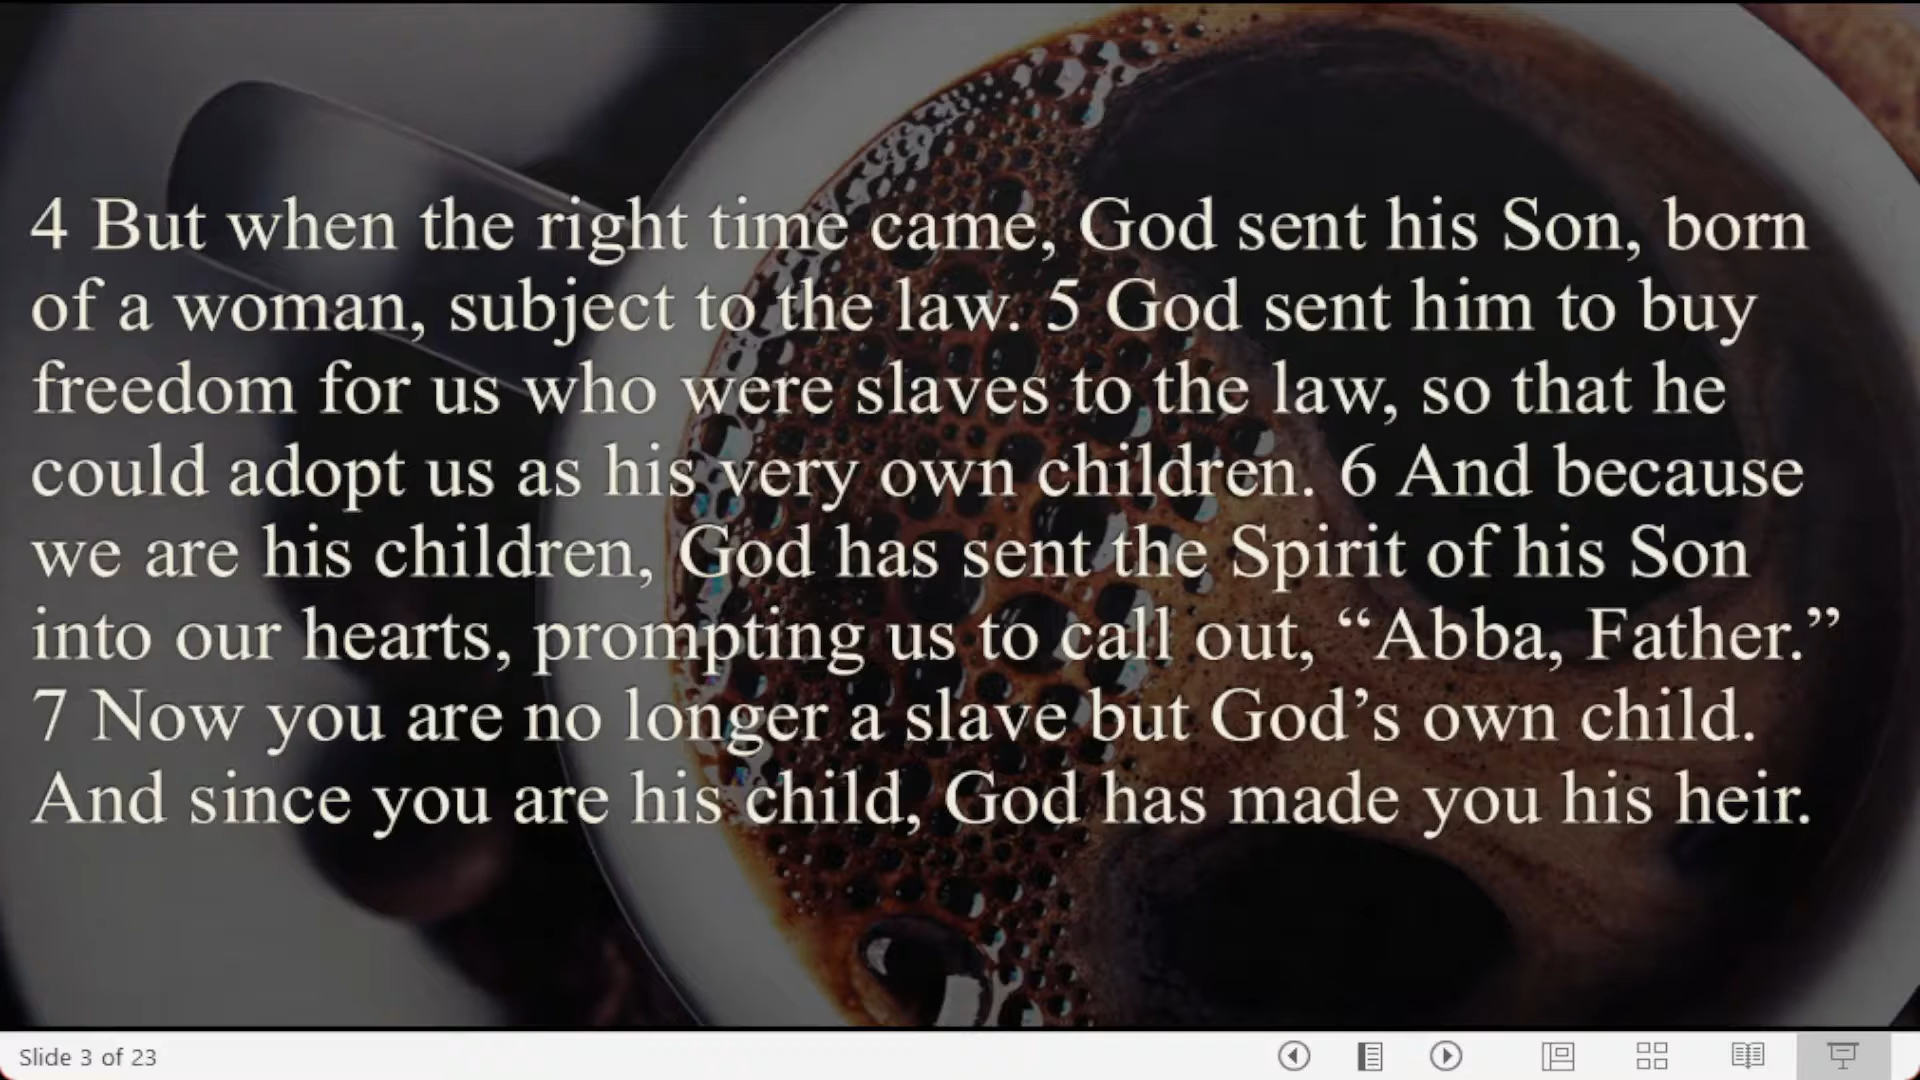 4 But when the right time came, God sent his Son, born
of a woman, subject to the law. 5 God sent him to buy
freedom for us who were slaves to the law, so that he
could adopt us as his very own children. 6 And because
we are his children, God has sent the Spirit of his Son
into our hearts, prompting us to call out, “Abba, Father.”
7 Now you are no longer a slave but God’s own child.
And since you are his child, God has made you his heir.
Slide 3 of 23